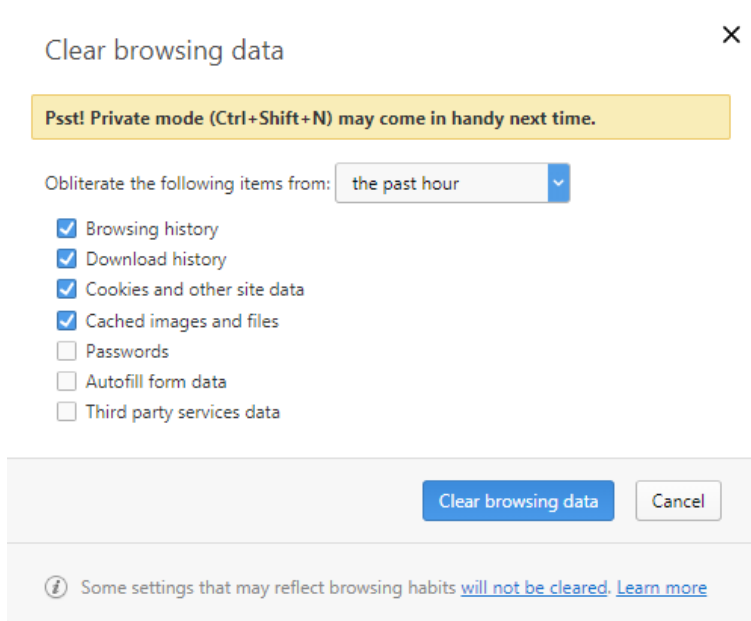 Clear browsing data
Psst! Private mode (Ctrl+Shift+N) may come in handy next time.
Obliterate the following items from: the past hour
Browsing history
Download history
Cookies and other site data
Cached images and files
Passwords
Autofill form data
Third party services data
Clear browsing data Cancel
Some settings that may reflect browsing habits will not be cleared. Learn more